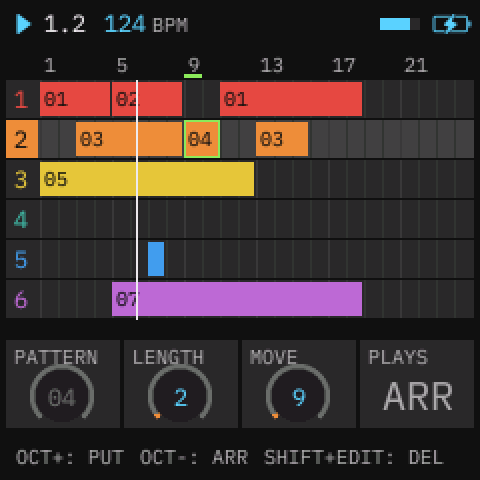 1.2 124 BPM
1 5 9 13 17 21
1 01 02 01
2 03 04 03
3 05
4
5
6 07
PATTERN LENGTH MOVE PLAYS
04 2 9 ARR
OCT+: PUT OCT-: ARR SHIFT+EDIT: DEL